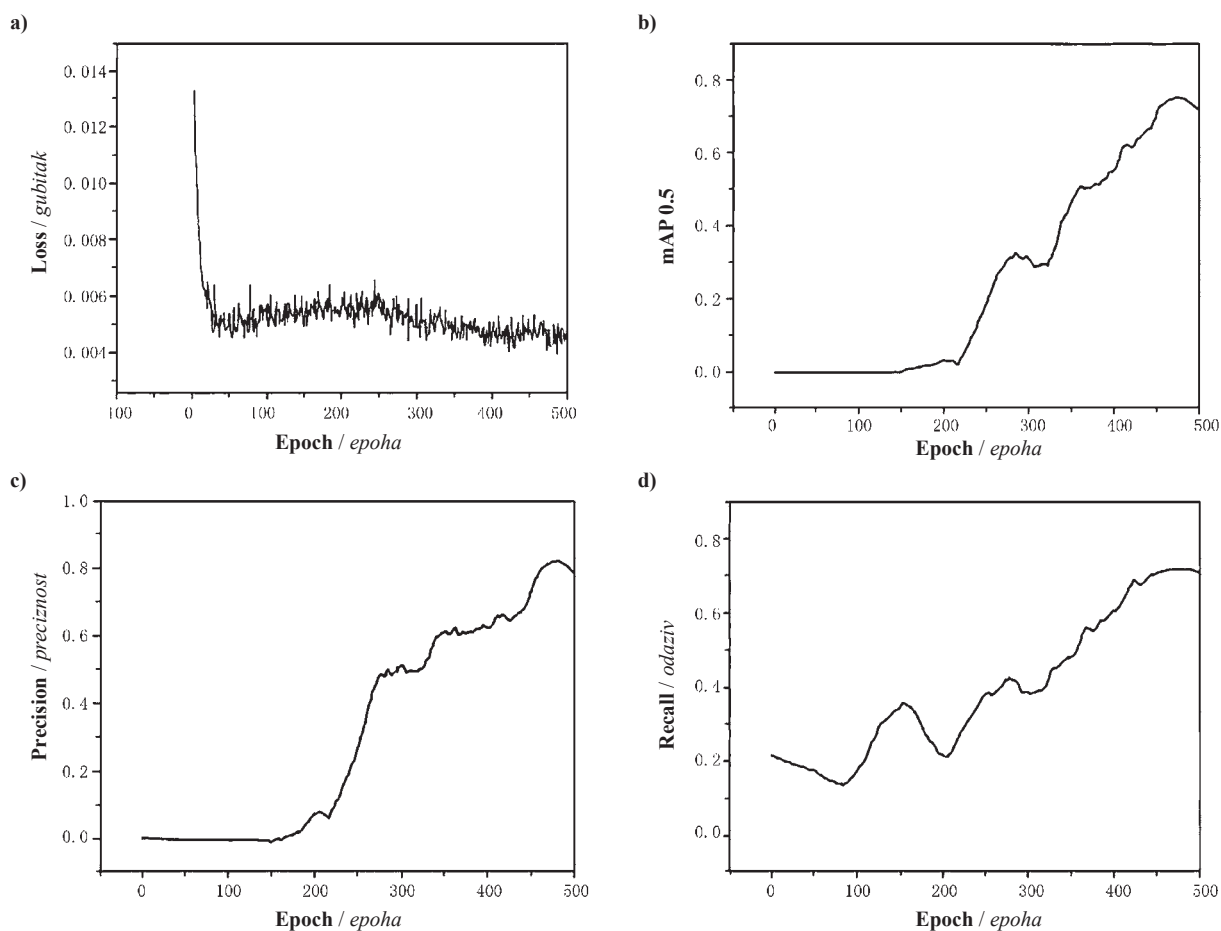 a)
0. 014
0. 012
0. 010
0. 008
0. 006
0. 004
Loss / gubitak
100 0 100 200 300 400 500
Epoch / epoha
b)
0. 8
0. 6
0. 4
0. 2
0. 0
mAP 0.5
0 100 200 300 400 500
Epoch / epoha
c)
1. 0
0. 8
0. 6
0. 4
0. 2
0. 0
Precision / preciznost
0 100 200 300 400 500
Epoch / epoha
d)
0. 8
0. 6
0. 4
0. 2
0. 0
Recall / odaziv
0 100 200 300 400 500
Epoch / epoha